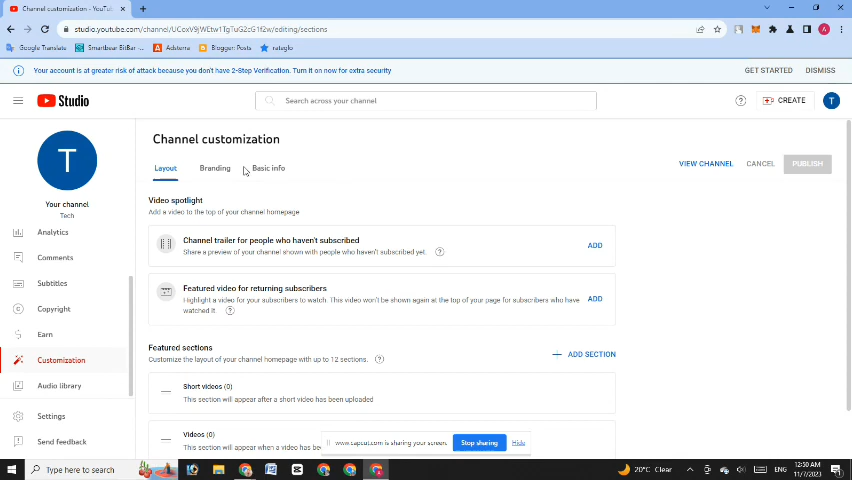 Channel customization - YouTu
studio.youtube.com/channel/UCoxV9jWEtw1TgTuG2cG1f2w/editing/sections
Google Translate
Smartbear BitBar -...
Adsterra
Blogger: Posts
rateglo
Your account is at greater risk of attack because you don't have 2-Step Verification. Turn it on now for extra security
GET STARTED
DISMISS
Studio
Search across your channel
CREATE
T
Channel customization
Layout
Branding
Basic info
VIEW CHANNEL
CANCEL
PUBLISH
T
Your channel
Tech
Analytics
Comments
Subtitles
Copyright
Earn
Customization
Audio library
Settings
Send feedback
Video spotlight
Add a video to the top of your channel homepage
Channel trailer for people who haven't subscribed
Share a preview of your channel shown with people who haven't subscribed yet.
ADD
Featured video for returning subscribers
Highlight a video for your subscribers to watch. This video won't be shown again at the top of your page for subscribers who have
watched it.
ADD
Featured sections
Customize the layout of your channel homepage with up to 12 sections.
ADD SECTION
Short videos (0)
This section will appear after a short video has been uploaded
Videos (0)
This section will appear when a video has be
www.capcut.com is sharing your screen.
Stop sharing
Hide
Type here to search
20°C Clear
ENG
12:50 AM
11/7/2023